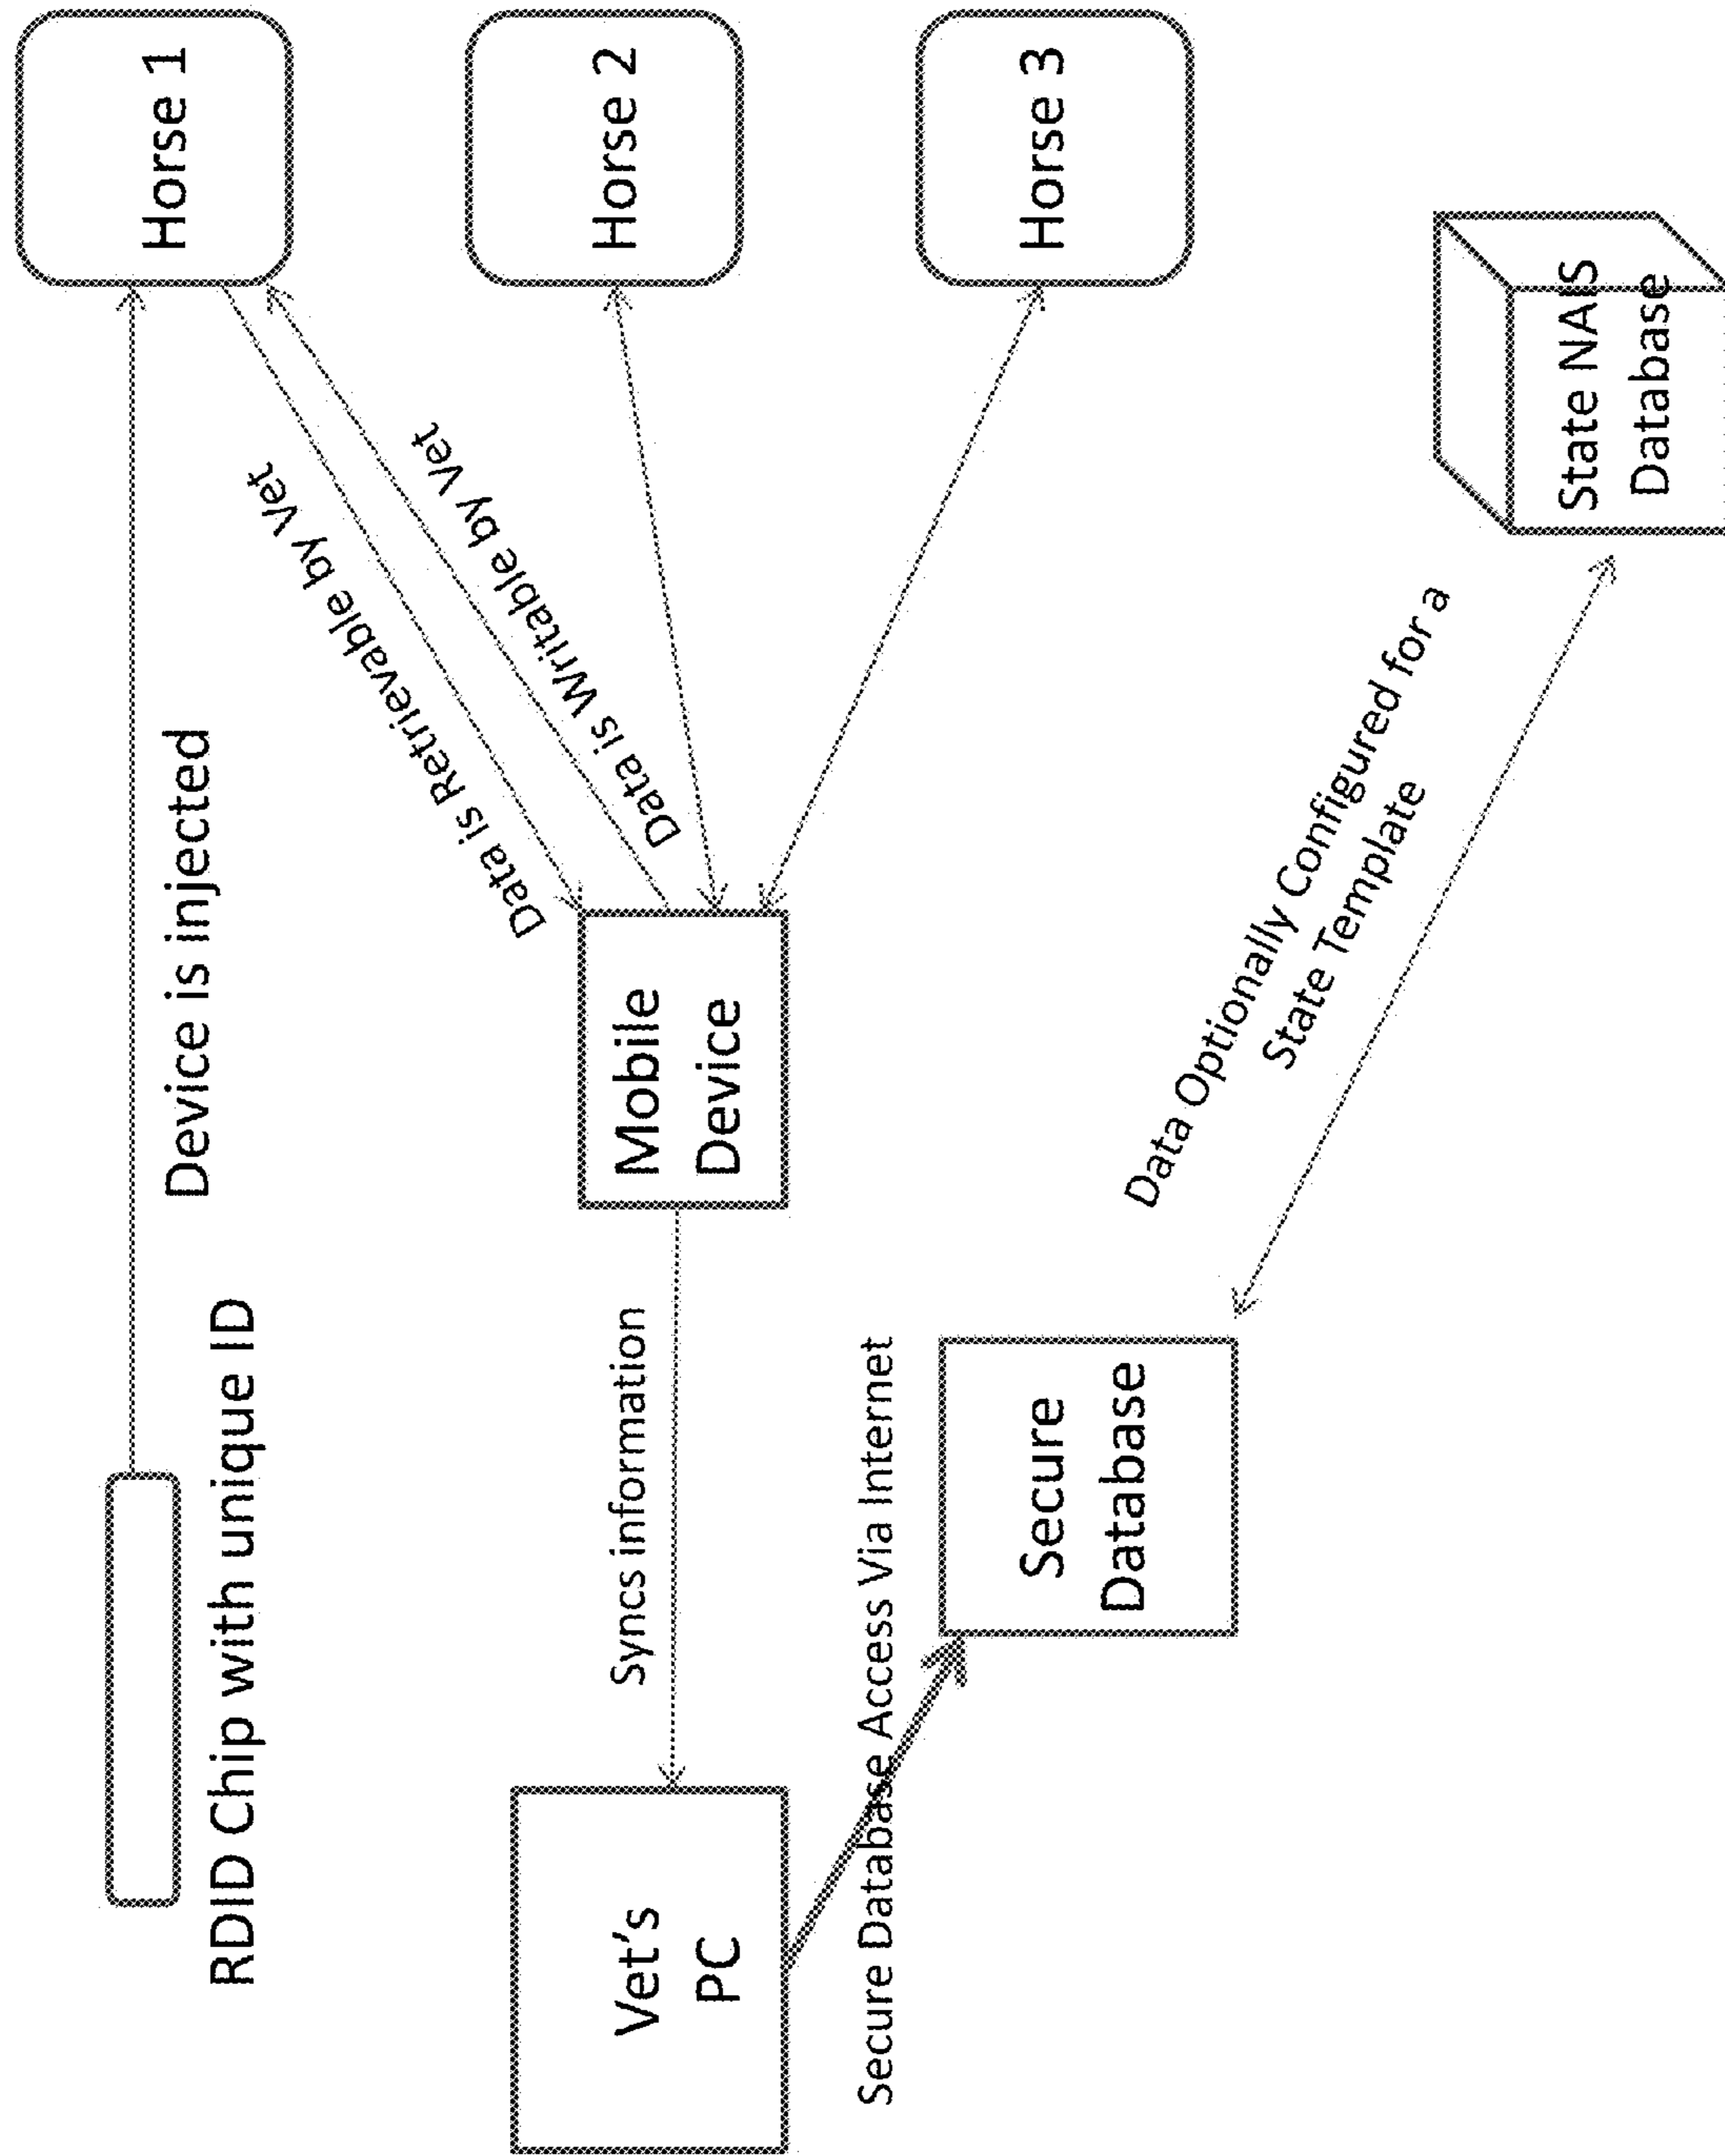 RDID Chip with unique ID
Device is injected
Horse 1
Data is Retrievable by Vet
Data is Writable by Vet
Vet's
PC
Syncs information
Mobile
Device
Horse 2
Secure Database Access Via Internet
Secure
Database
Horse 3
Data Optionally Configured for a
State Template
State NAIS
Database